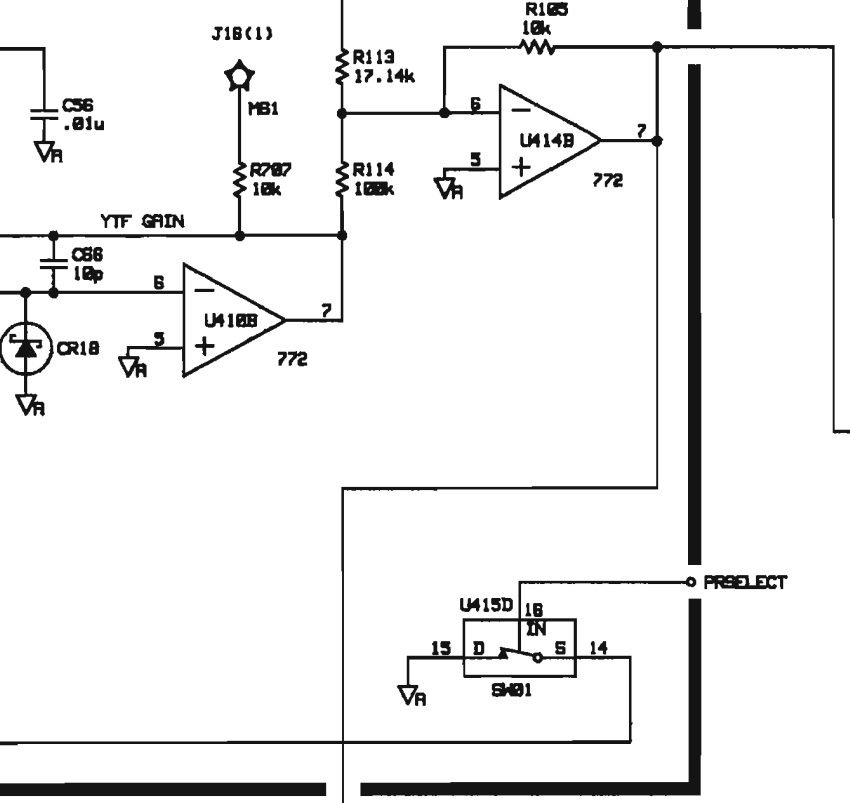 R105
10k
J18(1)
R113
17.14k
C56
.01u
A
MB1
6
U414B
7
5
A
772
R707
10k
R114
100k
YTF GAIN
C66
10p
6
U410B
7
5
A
772
CR18
A
PRSELECT
U415D
16
IN
15
D
S
14
A
SW01